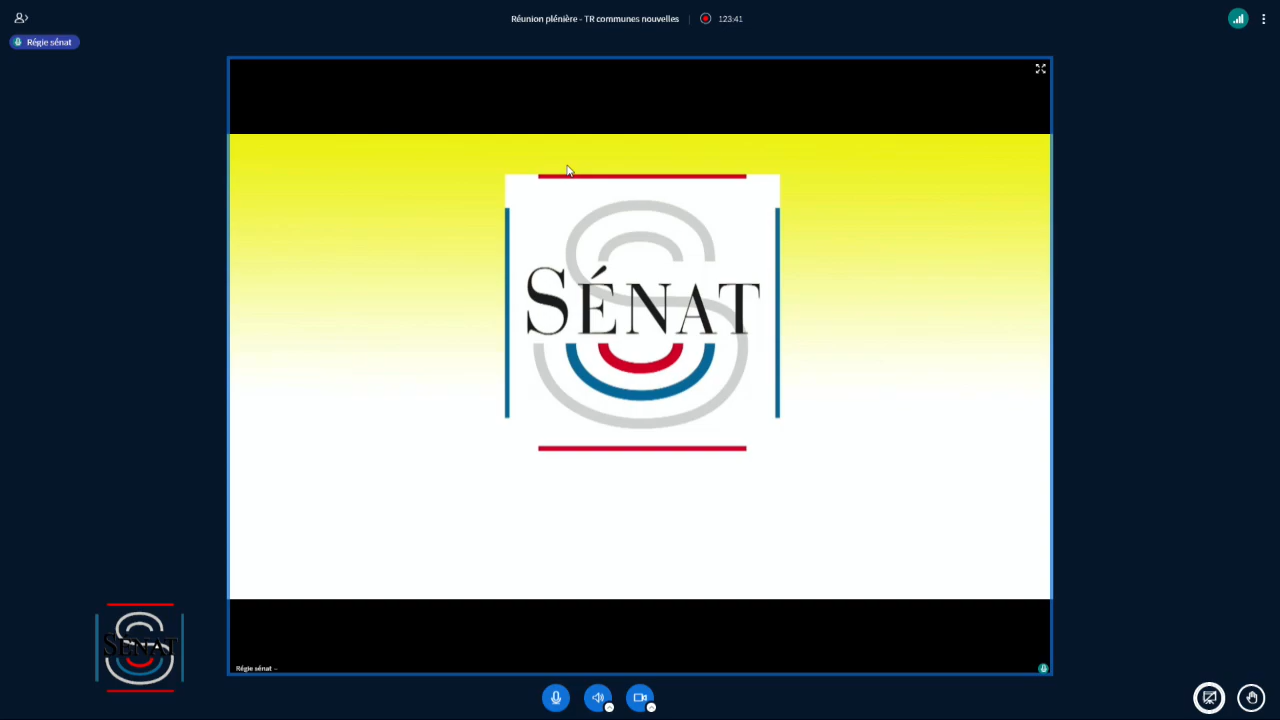 Réunion plénière - TR communes nouvelles
123:41
Régie sénat
SÉNAT
SÉNAT
Régie sénat